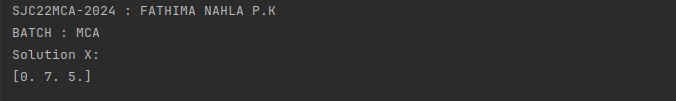 SJC22MCA-2024 : FATHIMA NAHLA P.K
BATCH : MCA
Solution X:
[0. 7. 5.]